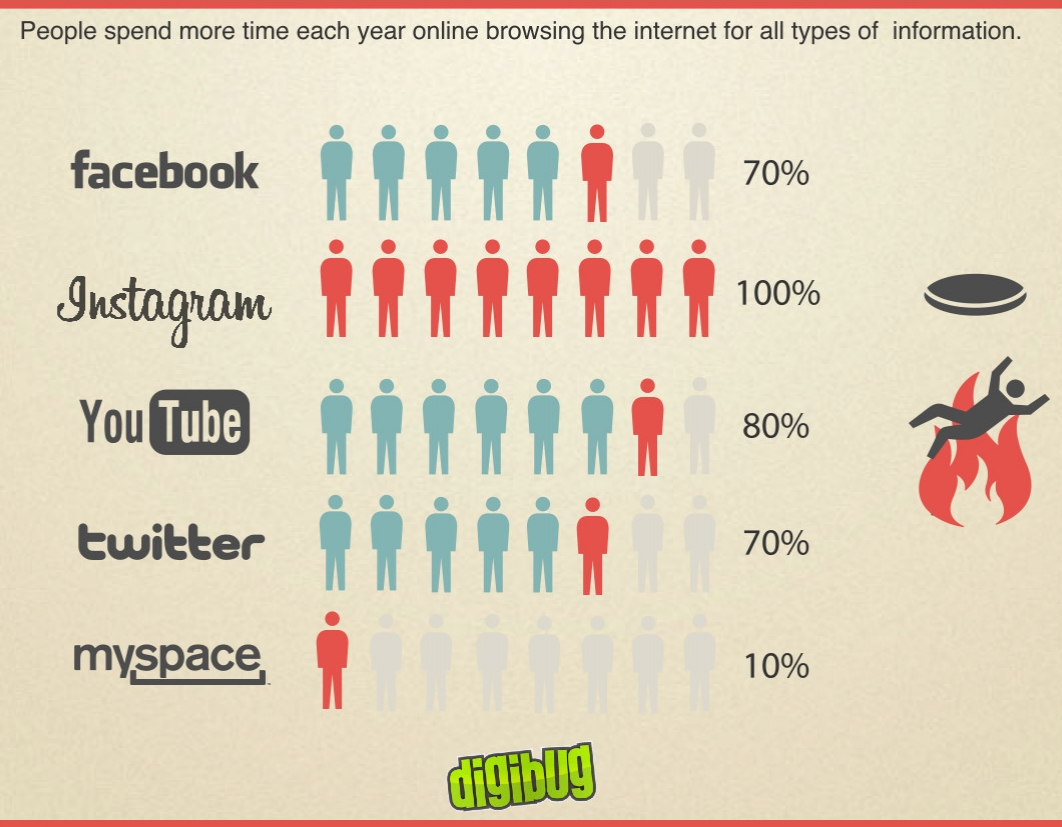 People spend more time each year online browsing the internet for all types of information.
facebook
70%
Instagram
100%
YouTube
80%
twitter
70%
myspace
10%
digibug